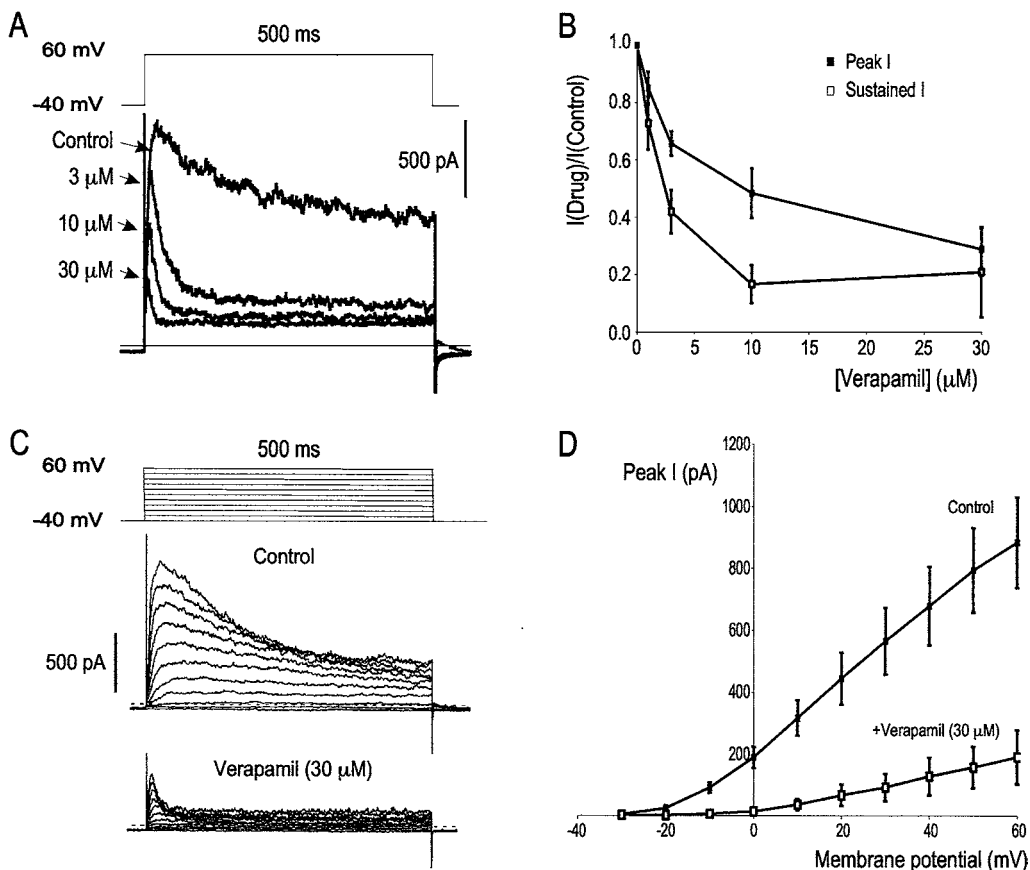 A
500 ms
60 mV
-40 mV
Control
3 µM
10 µM
30 µM
500 pA
B
I(Drug)/I(Control)
1.0
0.8
0.6
0.4
0.2
0.0
Peak I
Sustained I
0 5 10 15 20 25 30
[Verapamil] (µM)
C
500 ms
60 mV
-40 mV
Control
500 pA
Verapamil (30 µM)
D
Peak I (pA)
1200
1000
800
600
400
200
Control
+Verapamil (30 µM)
-40 -20 0 20 40 60
Membrane potential (mV)